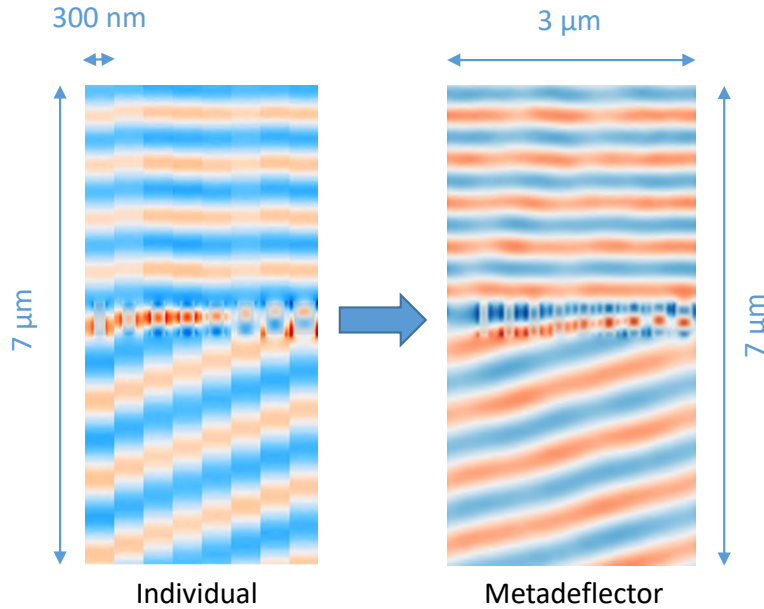 300 nm
3 μm
7 μm
7 μm
Individual
Metadeflector